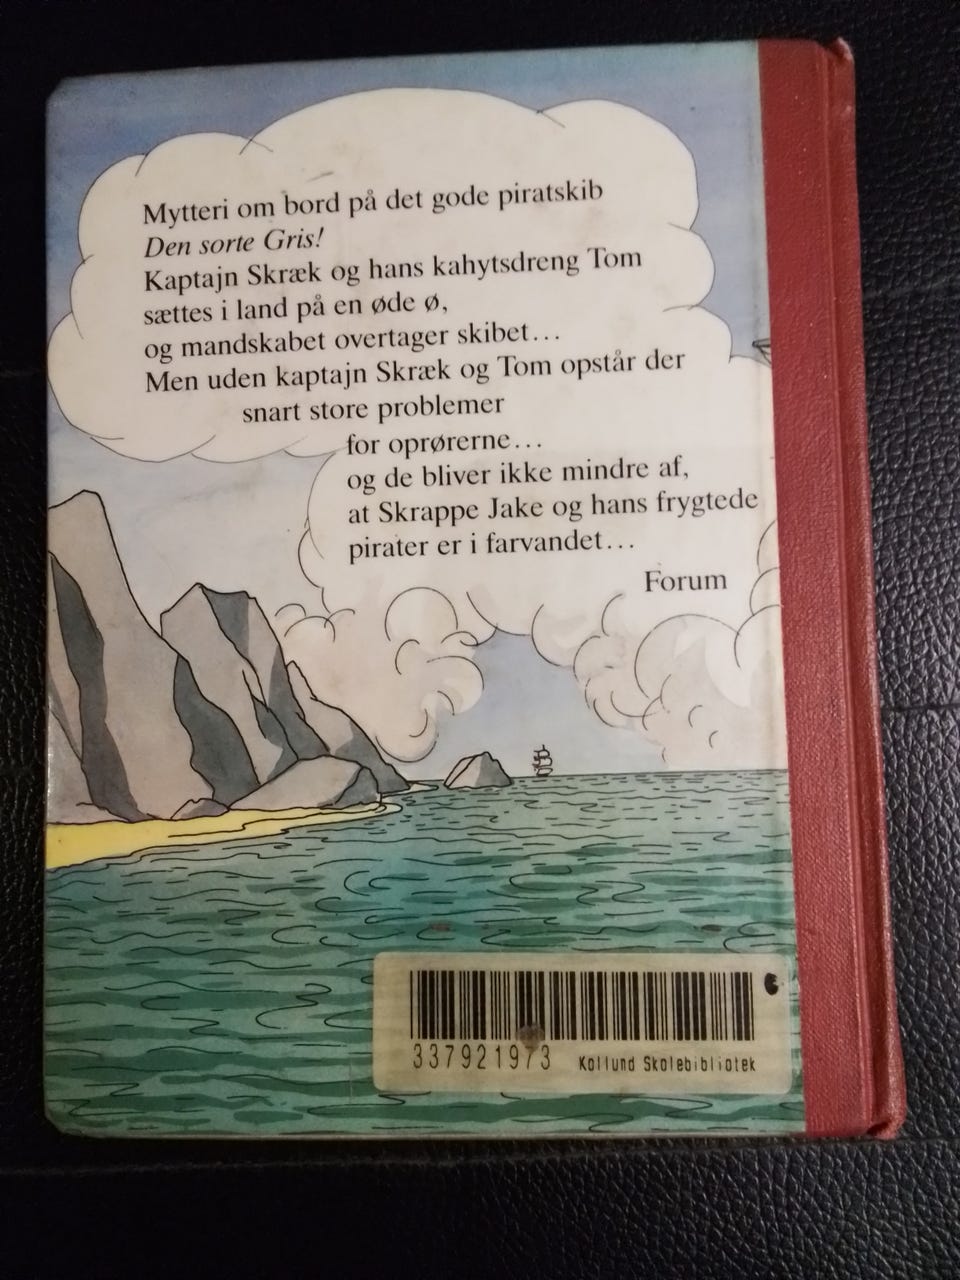 Mytteri om bord på det gode piratskib
Den sorte Gris!
Kaptajn Skræk og hans kahytsdreng Tom
sættes i land på en øde ø,
og mandskabet overtager skibet...
Men uden kaptajn Skræk og Tom opstår der
snart store problemer
for oprørerne...
og de bliver ikke mindre af,
at Skrappe Jake og hans frygtede
pirater er i farvandet...
Forum
337921973 Kollund Skolebibliotek